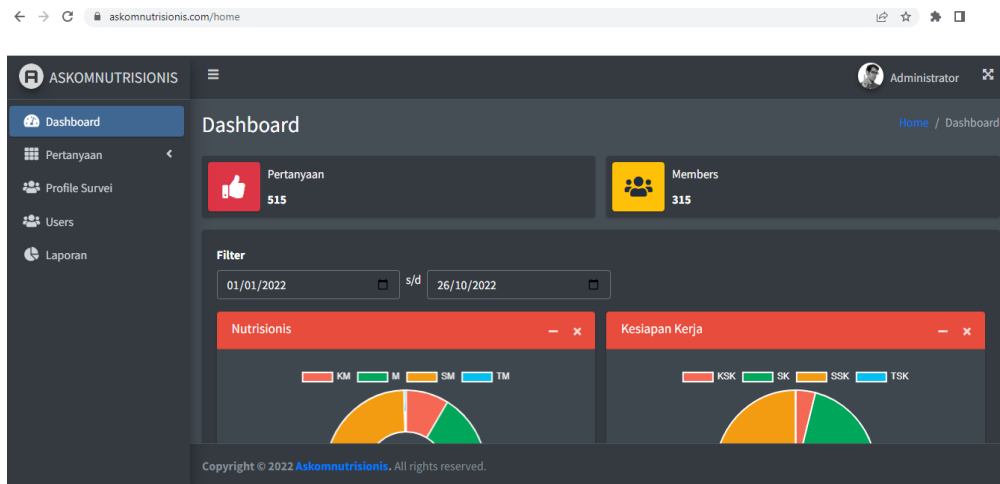 askomnutrisionis.com/home
ASKOMNUTRISIONIS
Administrator
Dashboard
Pertanyaan
Profile Survei
Users
Laporan
Dashboard
Home / Dashboard
Pertanyaan
515
Members
315
Filter
01/01/2022 s/d 26/10/2022
Nutrisionis
KM M SM TM
Kesiapan Kerja
KSK SK SSK TSK
Copyright © 2022 Askomnutrisionis. All rights reserved.